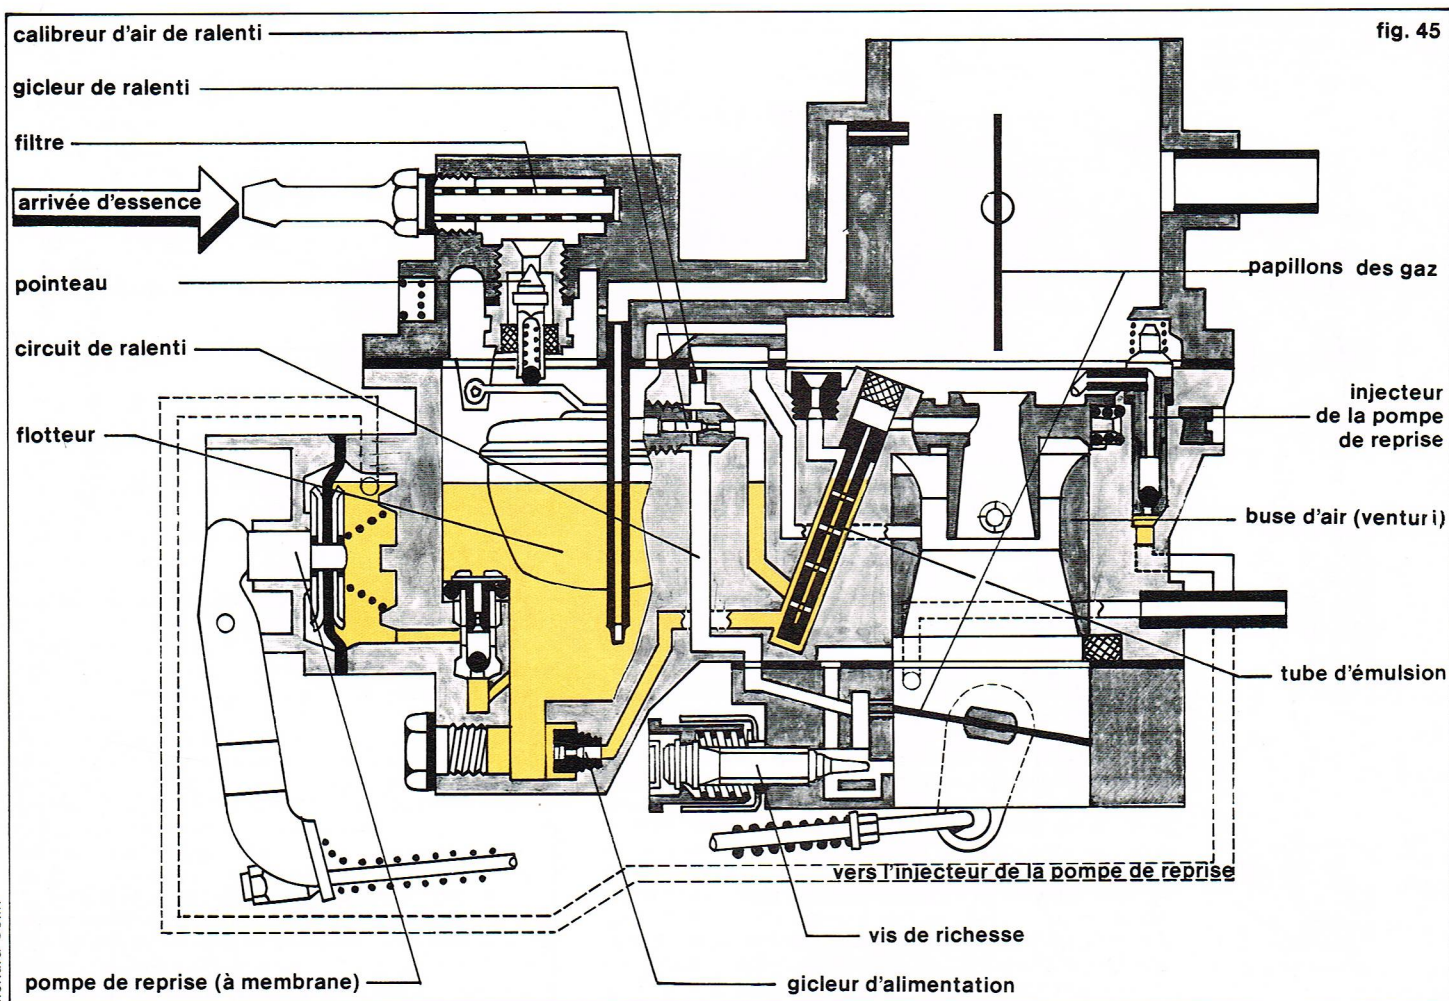 calibreur d'air de ralenti
fig. 45
gicleur de ralenti
filtre
arrivée d'essence
pointeau
papillons des gaz
circuit de ralenti
injecteur
de la pompe
de reprise
flotteur
buse d'air (venturi)
tube d'émulsion
vers l'injecteur de la pompe de reprise
vis de richesse
pompe de reprise (à membrane)
gicleur d'alimentation